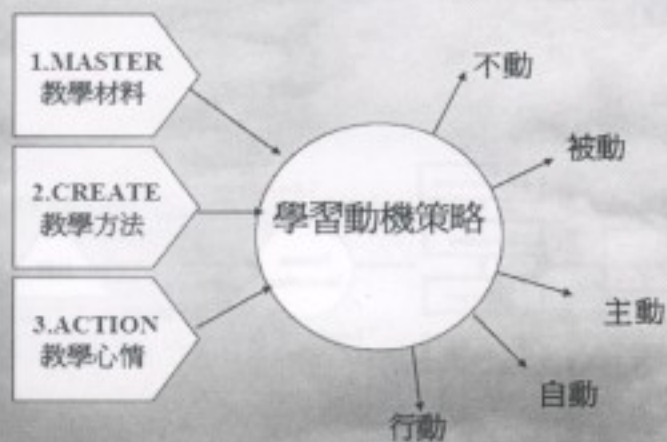 1.MASTER
教學材料
2.CREATE
教學方法
3.ACTION
教學心情
學習動機策略
不動
被動
主動
自動
行動